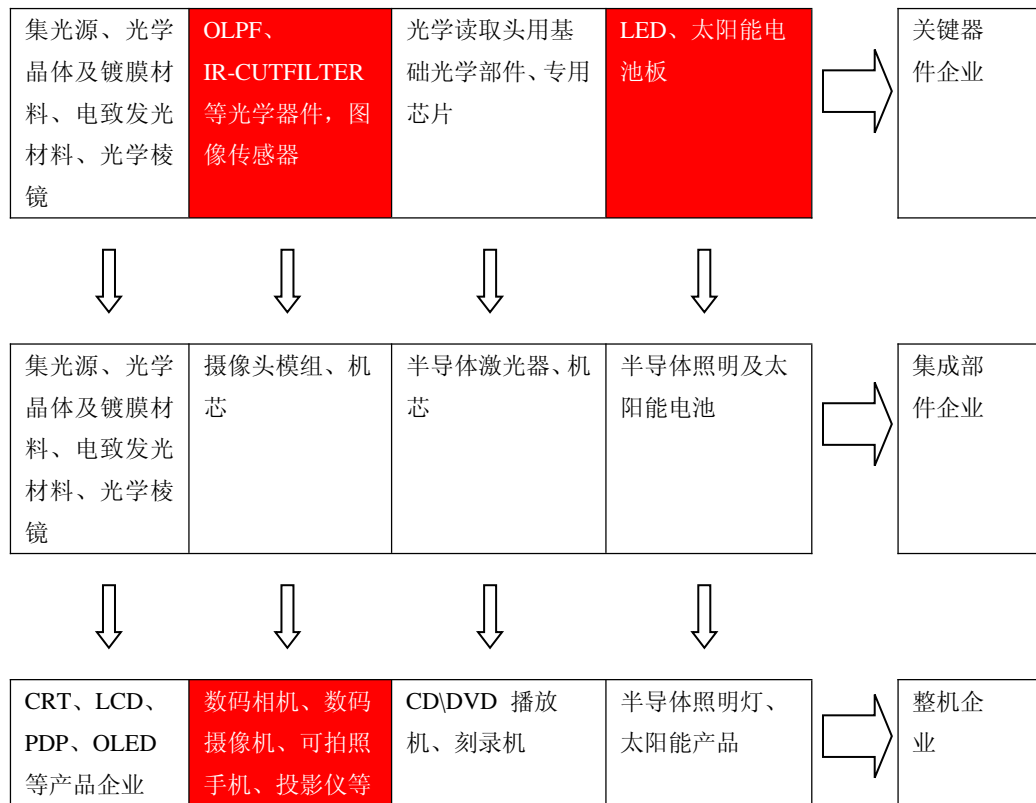 集光源、光学
晶体及镀膜材
料、电致发光
材料、光学棱
镜
OLPF、
IR-CUTFILTER
等光学器件，图
像传感器
光学读取头用基
础光学部件、专用
芯片
LED、太阳能电
池板
关键器
件企业
集光源、光学
晶体及镀膜材
料、电致发光
材料、光学棱
镜
摄像头模组、机
芯
半导体激光器、机
芯
半导体照明及太
阳能电池
集成部
件企业
CRT、LCD、
PDP、OLED
等产品企业
数码相机、数码
摄像机、可拍照
手机、投影仪等
CD\DVD 播放
机、刻录机
半导体照明灯、
太阳能产品
整机企
业